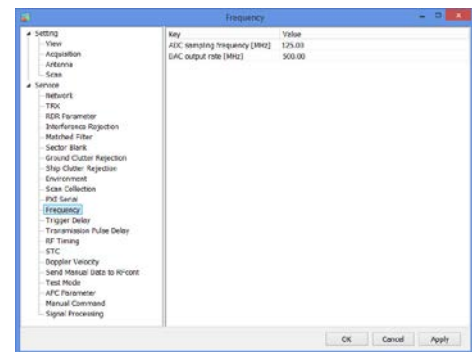 Frequency
Setting
View
Acquisition
Antenna
Scan
Service
Network
TRX
RDR Parameter
Interference Rejection
Matched Filter
Sector Blank
Ground Clutter Rejection
Ship Clutter Rejection
Environment
Scan Collection
PXI Serial
Frequency
Trigger Delay
Transmission Pulse Delay
RF Timing
STC
Doppler Velocity
Send Manual Data to RFcont
Test Mode
AFC Parameter
Manual Command
Signal Processing
Key Value
ADC sampling frequency [MHz] 125.00
DAC output rate [MHz] 500.00
OK Cancel Apply